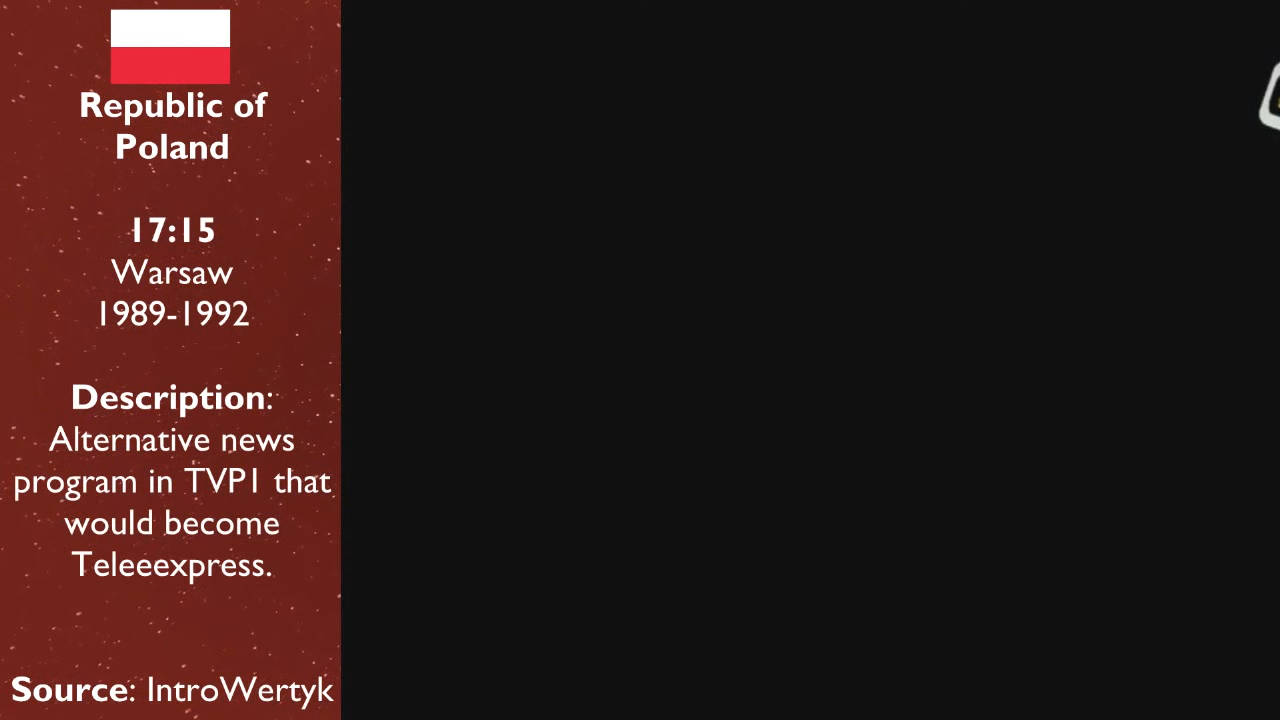 Republic of
Poland
17:15
Warsaw
1989-1992
Description:
Alternative news
program in TVP1 that
would become
Teleeexpress.
Source: IntroWertyk